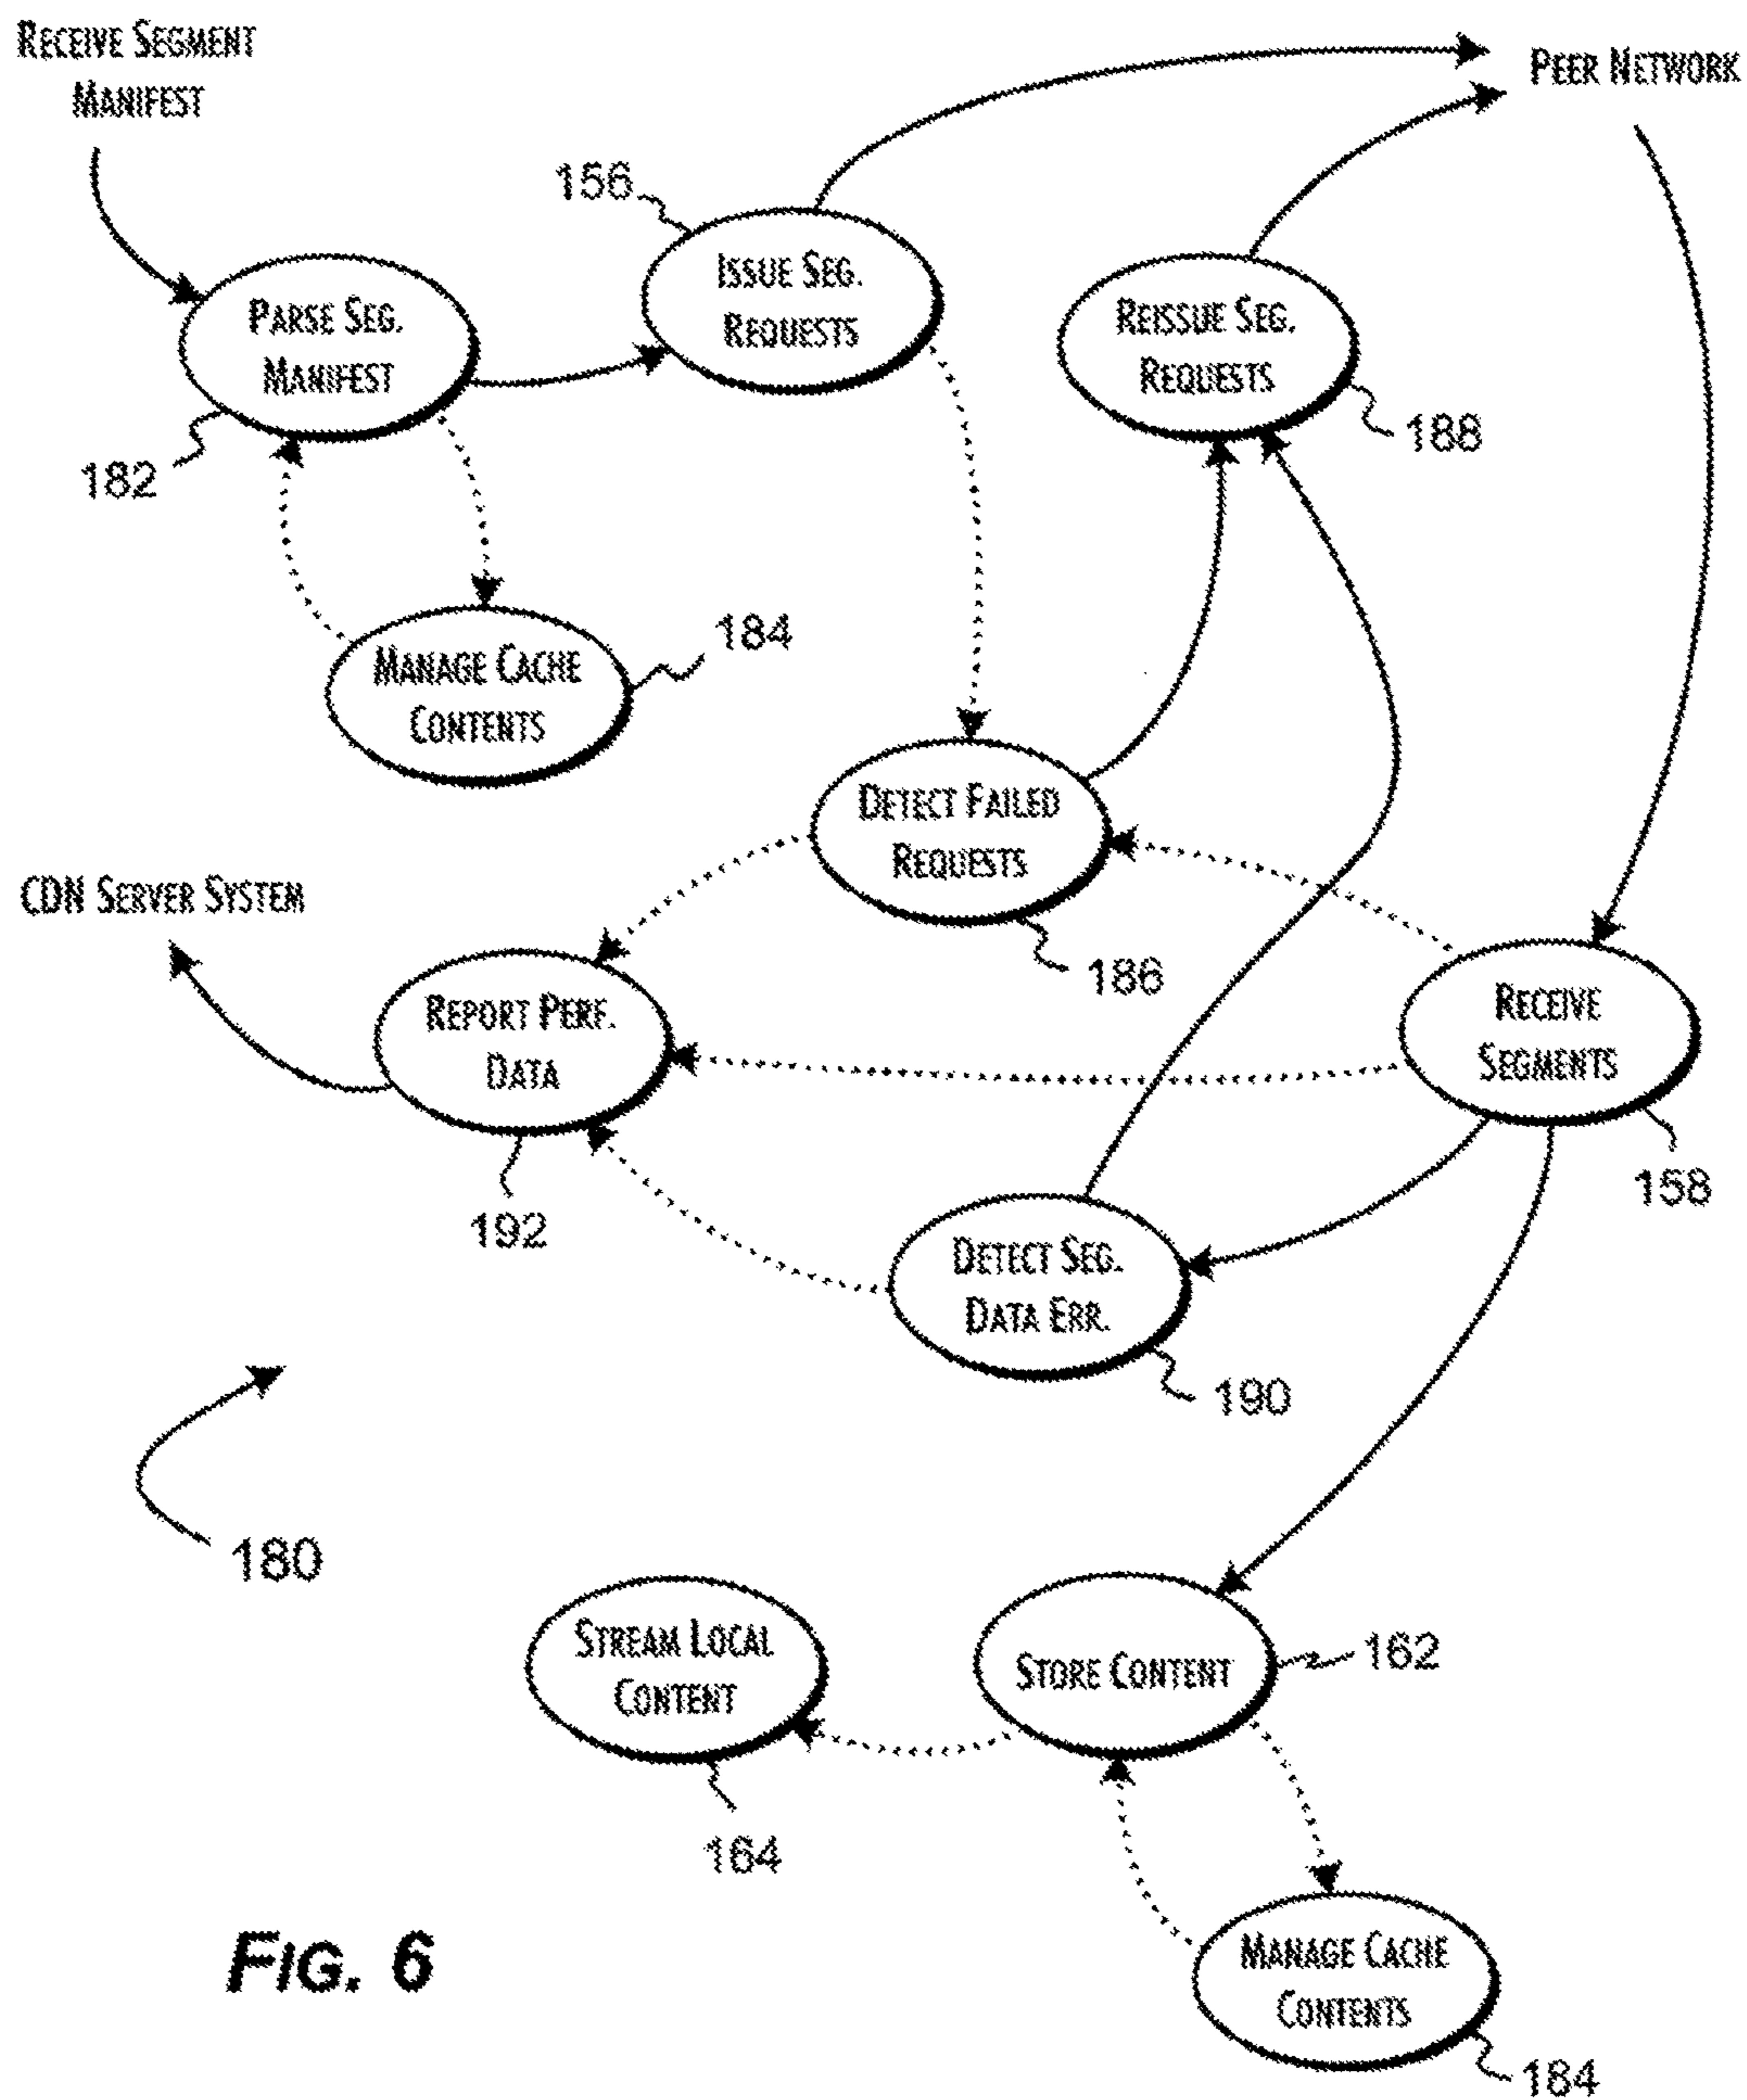 RECEIVE SEGMENT
MANIFEST
PEER NETWORK
156
ISSUE SEG.
REQUESTS
PARSE SEG.
MANIFEST
REISSUE SEG.
REQUESTS
188
182
184
MANAGE CACHE
CONTENTS
DETECT FAILED
REQUESTS
CDN SERVER SYSTEM
186
RECEIVE
SEGMENTS
REPORT PERF.
DATA
158
192
DETECT SEG.
DATA ERR.
190
180
STREAM LOCAL
CONTENT
STORE CONTENT
162
164
MANAGE CACHE
CONTENTS
184
FIG. 6